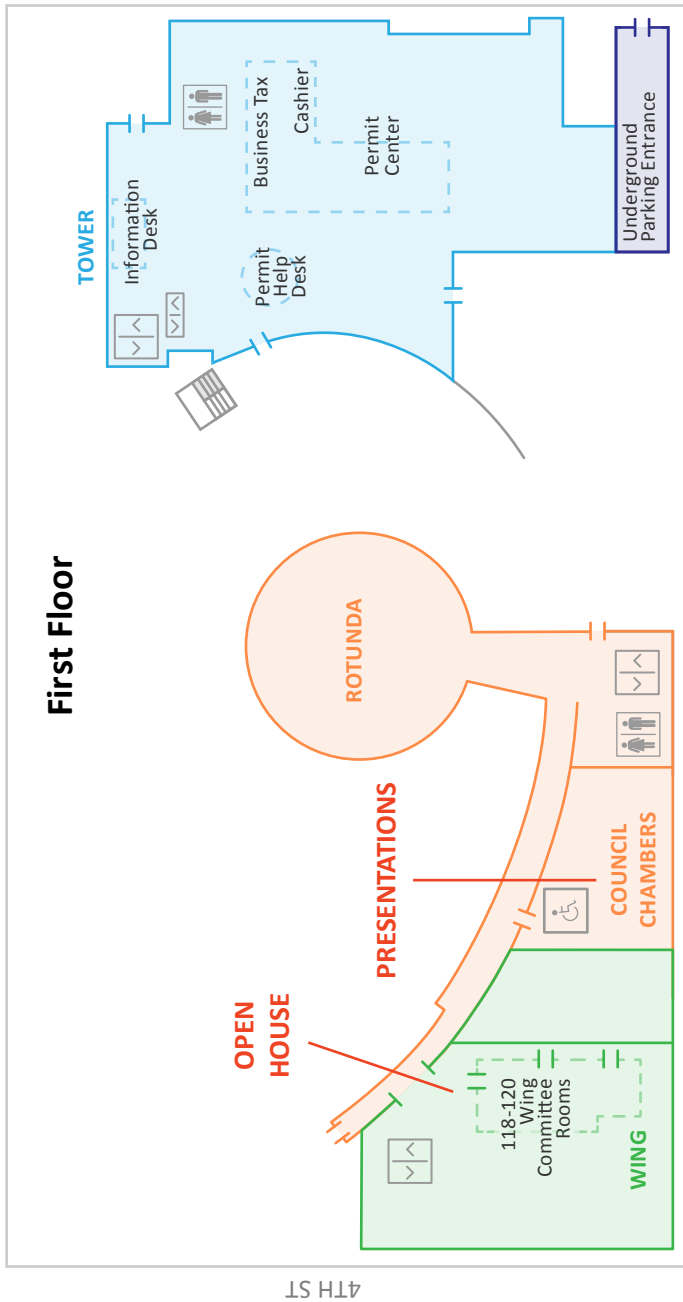 First Floor
4TH ST
OPEN
HOUSE
PRESENTATIONS
118-120
Wing
Committee
Rooms
WING
COUNCIL
CHAMBERS
ROTUNDA
TOWER
Information
Desk
Permit
Help
Desk
Business Tax
Cashier
Permit
Center
Underground
Parking Entrance